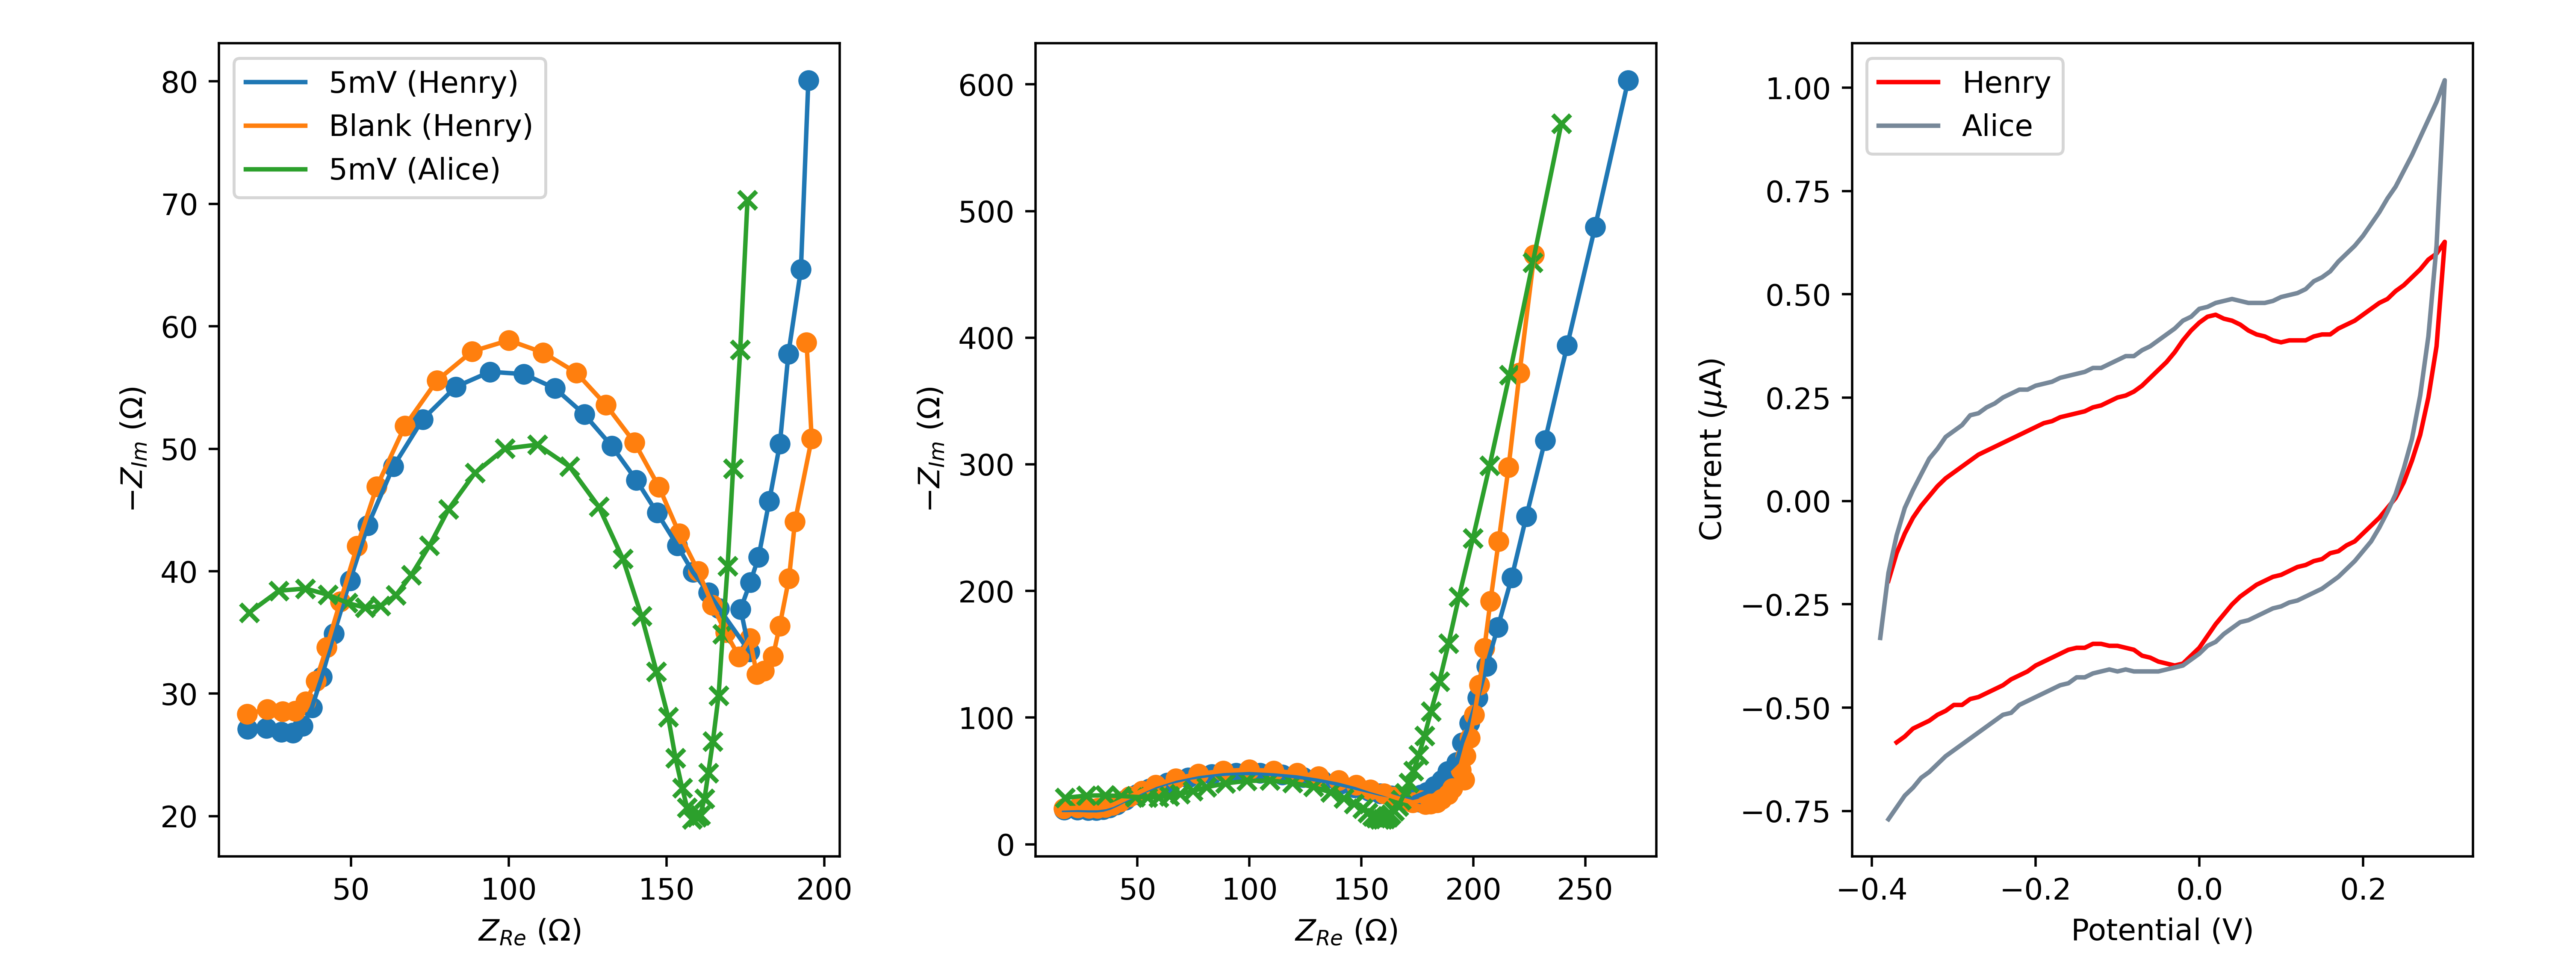 5mV (Henry)
Blank (Henry)
5mV (Alice)
80
70
60
50
40
30
20
−Z_Im (Ω)
50 100 150 200
Z_Re (Ω)
600
500
400
300
200
100
0
−Z_Im (Ω)
50 100 150 200 250
Z_Re (Ω)
Henry
Alice
1.00
0.75
0.50
0.25
0.00
−0.25
−0.50
−0.75
Current (μA)
−0.4 −0.2 0.0 0.2
Potential (V)